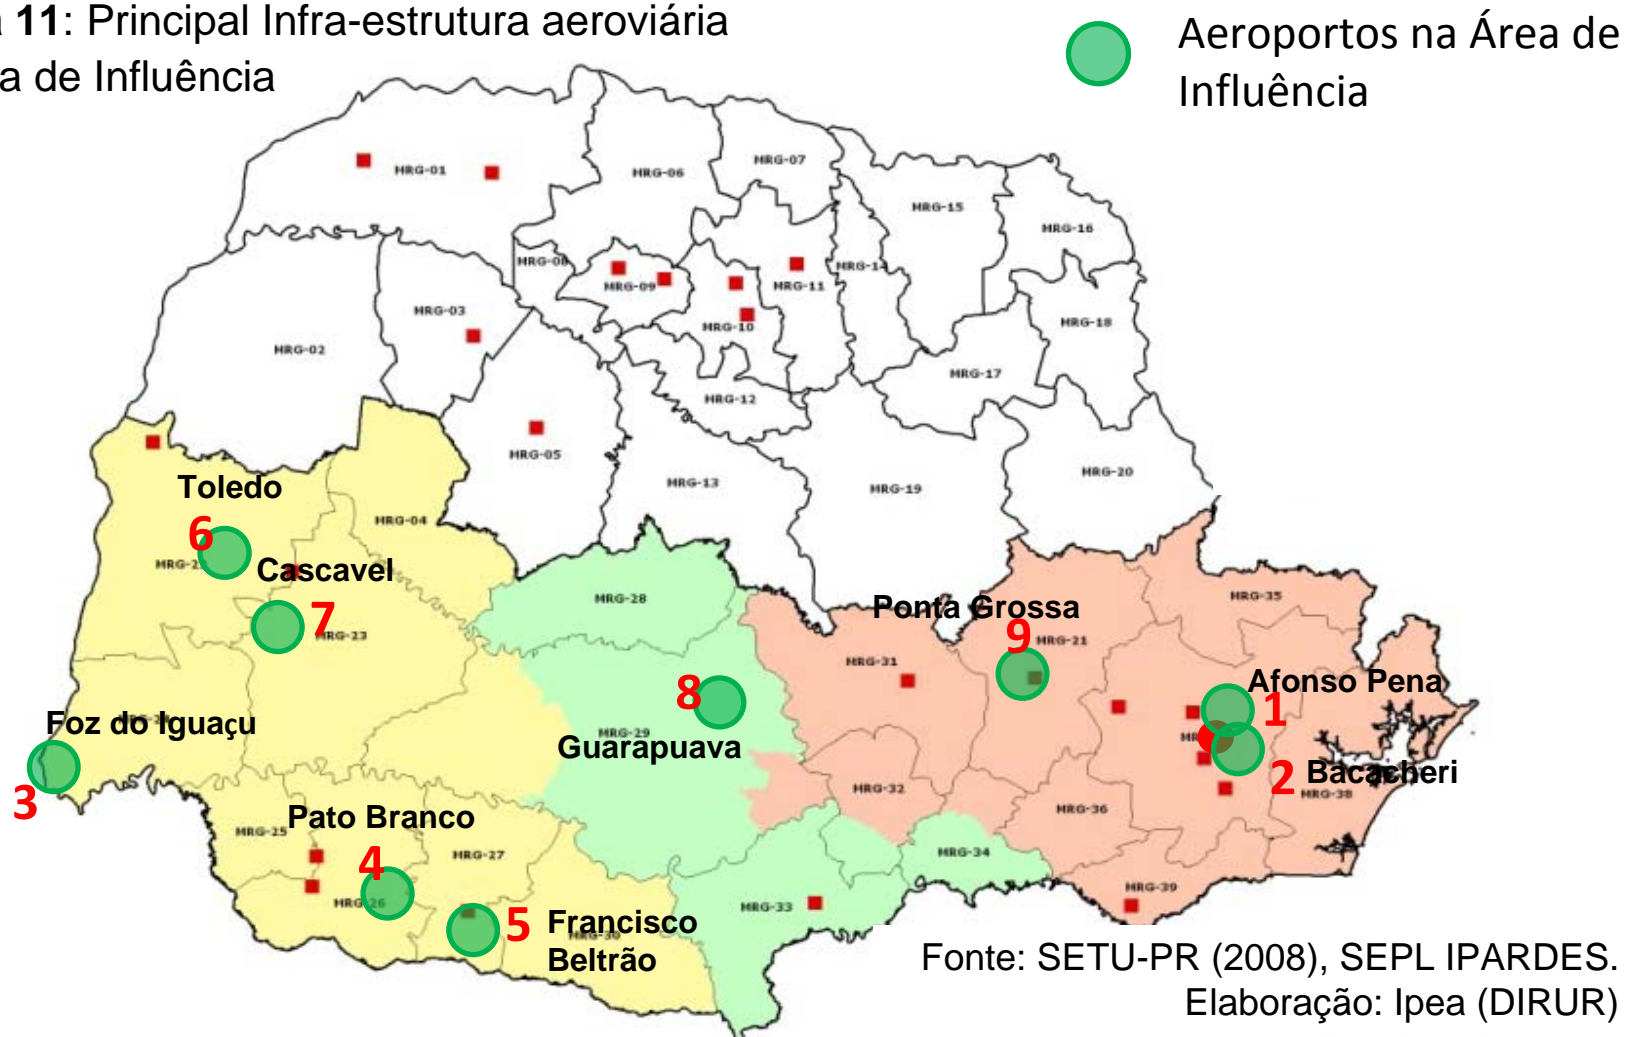 11: Principal Infra-estrutura aeroviária
a de Influência
Aeroportos na Área de
Influência
MRG-01
MRG-06
MRG-07
MRG-15
MRG-16
MRG-08
MRG-09
MRG-11
MRG-14
MRG-03
MRG-10
MRG-18
MRG-02
MRG-17
MRG-12
MRG-05
MRG-13
MRG-19
MRG-20
Toledo
6
MRG-04
Cascavel
7
MRG-23
MRG-28
MRG-35
Ponta Grossa
9
MRG-21
MRG-31
Afonso Pena
1
8
Foz do Iguaçu
3
MRG-29
Guarapuava
2
Bacacheri
MRG-38
MRG-32
MRG-36
Pato Branco
4
MRG-25
MRG-27
MRG-34
MRG-26
MRG-33
MRG-39
5
Francisco
Beltrão
MRG-30
Fonte: SETU-PR (2008), SEPL IPARDES.
Elaboração: Ipea (DIRUR)